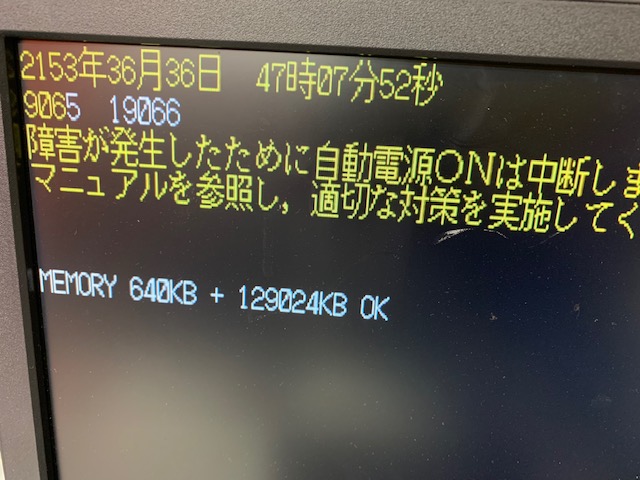 2153年36月36日 47時07分52秒
9065 19066
障害が発生したために自動電源ONは中断しま
マニュアルを参照し,適切な対策を実施してく
MEMORY 640KB + 129024KB OK